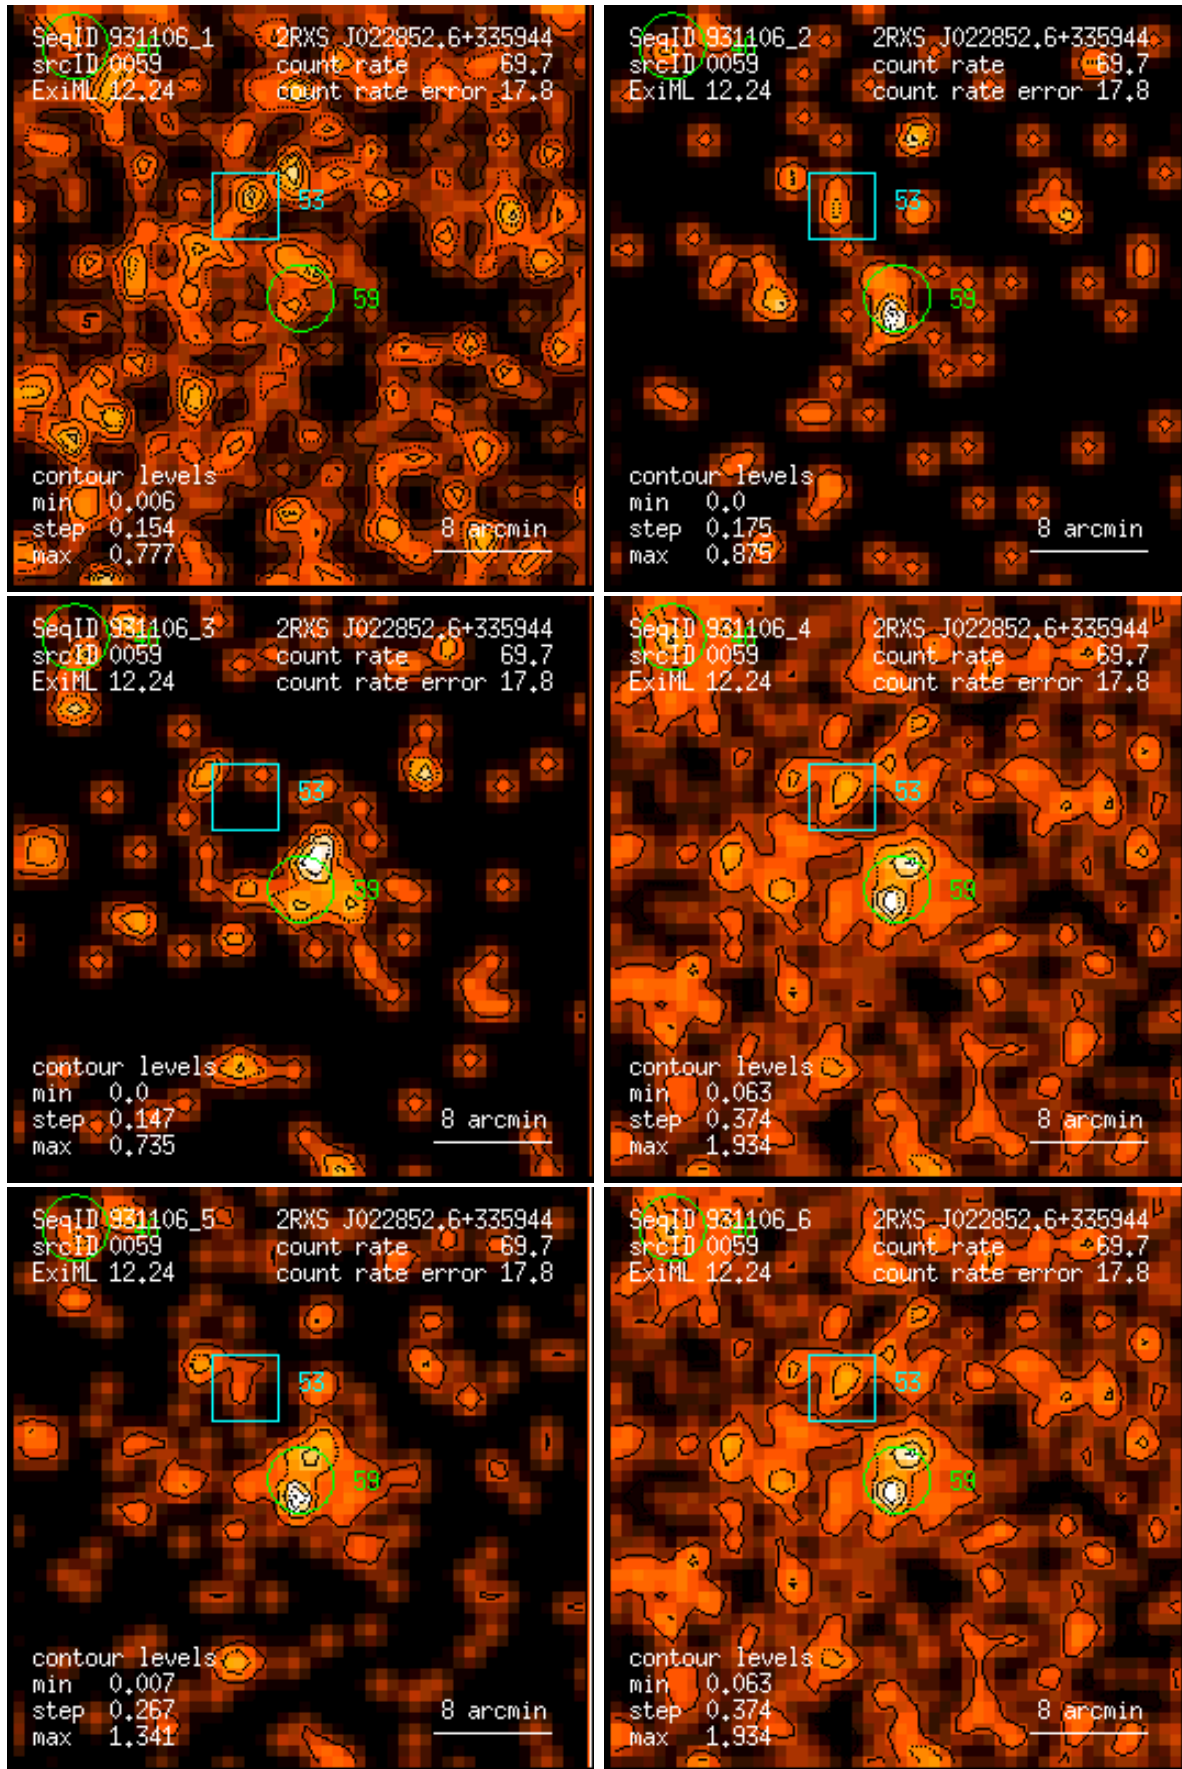 SeqID 931106_1 2RXS J022852.6+335944
srcID 0059 count rate 69.7
ExiML 12.24 count rate error 17.8
53
59
contour levels
min 0.006
step 0.154 8 arcmin
max 0.777
SeqID 931106_2 2RXS J022852.6+335944
srcID 0059 count rate 69.7
ExiML 12.24 count rate error 17.8
53
59
contour levels
min 0.0
step 0.175 8 arcmin
max 0.875
SeqID 931106_3 2RXS J022852.6+335944
srcID 0059 count rate 69.7
ExiML 12.24 count rate error 17.8
53
59
contour levels
min 0.0
step 0.147 8 arcmin
max 0.735
SeqID 931106_4 2RXS J022852.6+335944
srcID 0059 count rate 69.7
ExiML 12.24 count rate error 17.8
53
59
contour levels
min 0.063
step 0.374 8 arcmin
max 1.934
SeqID 931106_5 2RXS J022852.6+335944
srcID 0059 count rate 69.7
ExiML 12.24 count rate error 17.8
53
59
contour levels
min 0.007
step 0.267 8 arcmin
max 1.341
SeqID 931106_6 2RXS J022852.6+335944
srcID 0059 count rate 69.7
ExiML 12.24 count rate error 17.8
53
59
contour levels
min 0.063
step 0.374 8 arcmin
max 1.934